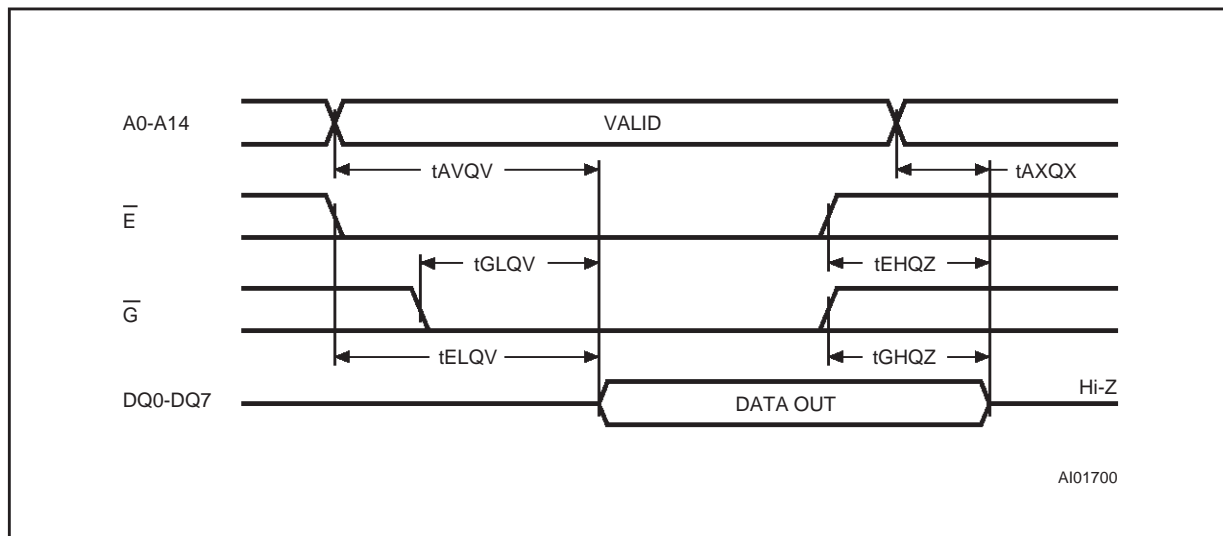 A0-A14
VALID
tAVQV
tAXQX
E
tGLQV
tEHQZ
G
tELQV
tGHQZ
DQ0-DQ7
DATA OUT
Hi-Z
AI01700